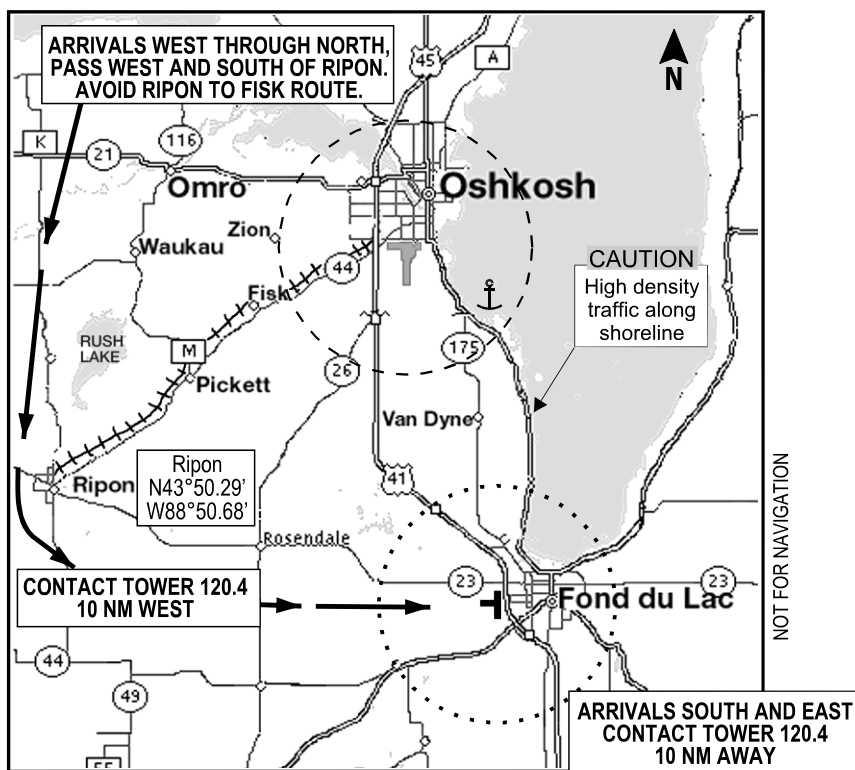 ARRIVALS WEST THROUGH NORTH,
PASS WEST AND SOUTH OF RIPON.
AVOID RIPON TO FISK ROUTE.
45
A
N
K
116
21
Omro
Oshkosh
Zion
Waukau
44
CAUTION
High density
traffic along
shoreline
Fisk
RUSH
LAKE
M
175
26
Pickett
Van Dyne
Ripon
Ripon
N43°50.29'
W88°50.68'
41
NOT FOR NAVIGATION
Rosendale
CONTACT TOWER 120.4
10 NM WEST
23
23
Fond du Lac
44
49
ARRIVALS SOUTH AND EAST
CONTACT TOWER 120.4
10 NM AWAY